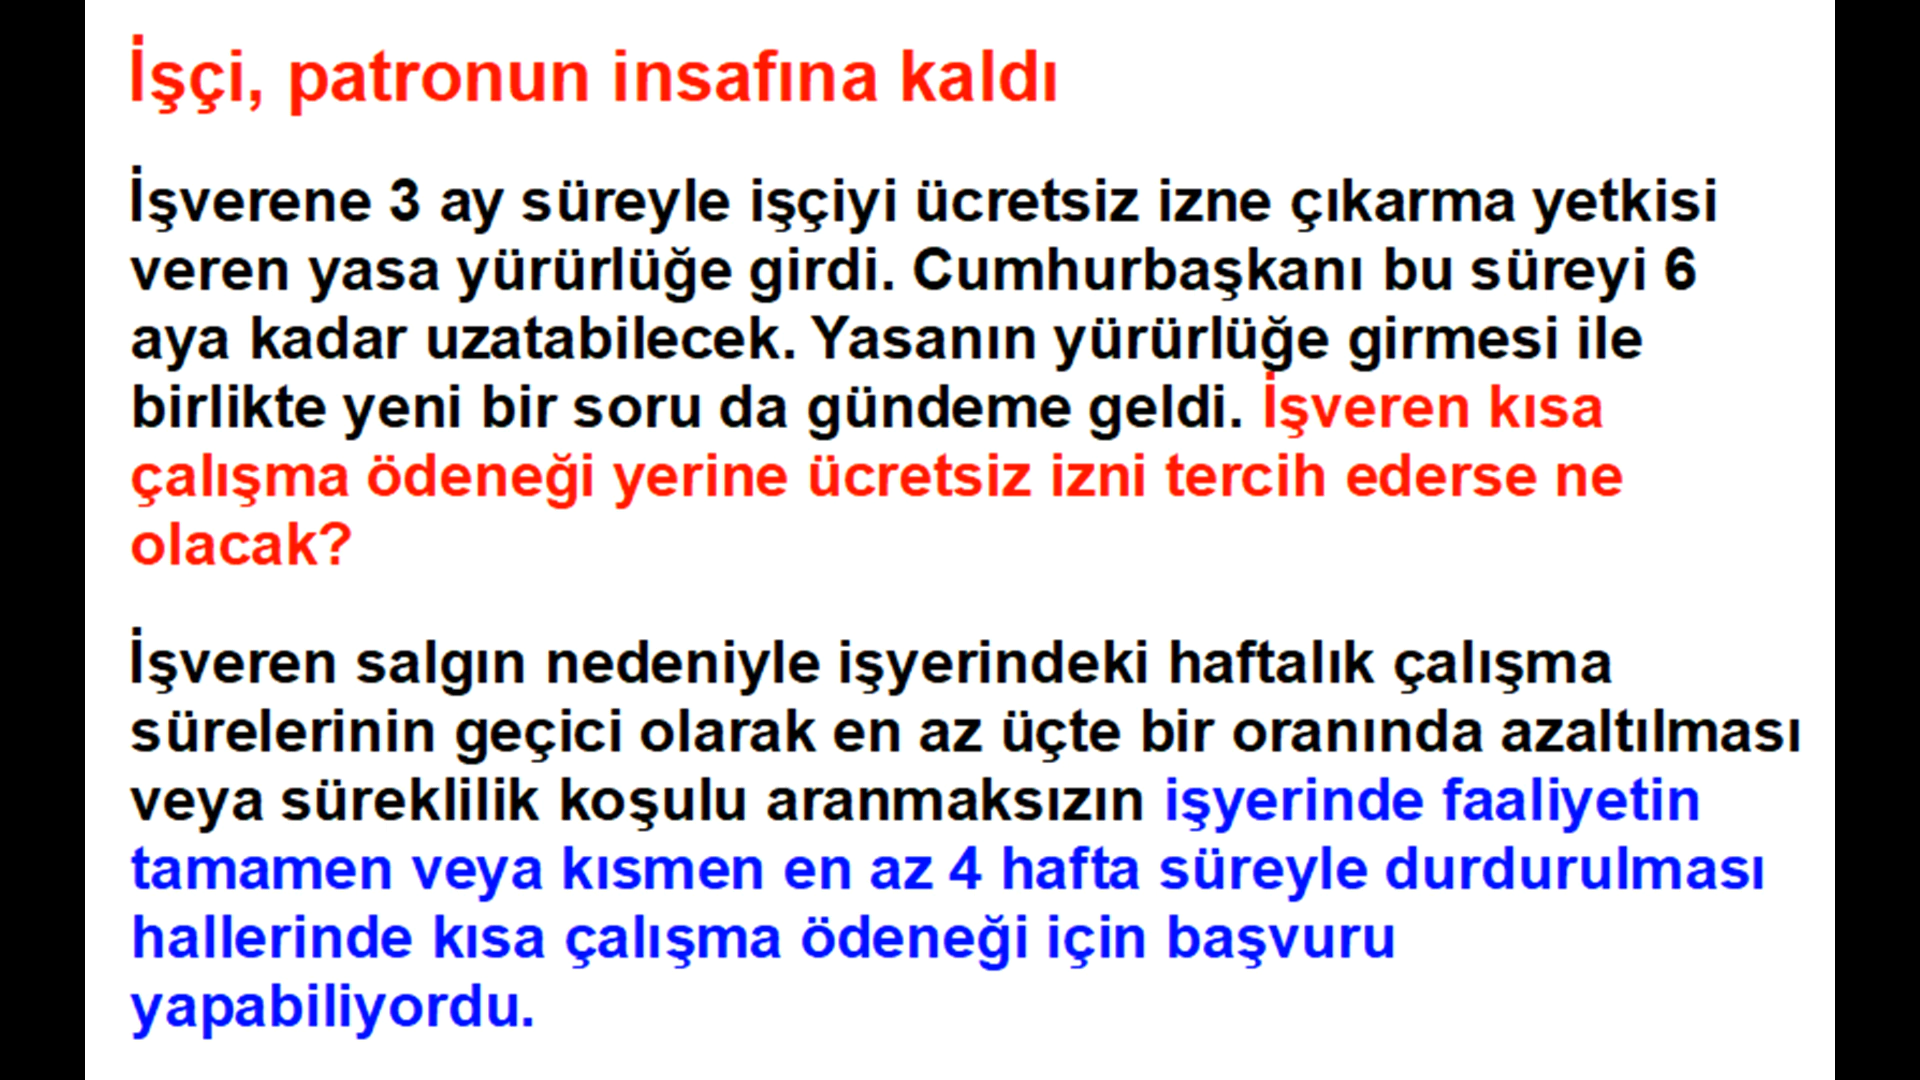 İşçi, patronun insafına kaldı
İşverene 3 ay süreyle işçiyi ücretsiz izne çıkarma yetkisi
veren yasa yürürlüğe girdi. Cumhurbaşkanı bu süreyi 6
aya kadar uzatabilecek. Yasanın yürürlüğe girmesi ile
birlikte yeni bir soru da gündeme geldi. İşveren kısa
çalışma ödeneği yerine ücretsiz izni tercih ederse ne
olacak?
İşveren salgın nedeniyle işyerindeki haftalık çalışma
sürelerinin geçici olarak en az üçte bir oranında azaltılması
veya süreklilik koşulu aranmaksızın işyerinde faaliyetin
tamamen veya kısmen en az 4 hafta süreyle durdurulması
hallerinde kısa çalışma ödeneği için başvuru
yapabiliyordu.